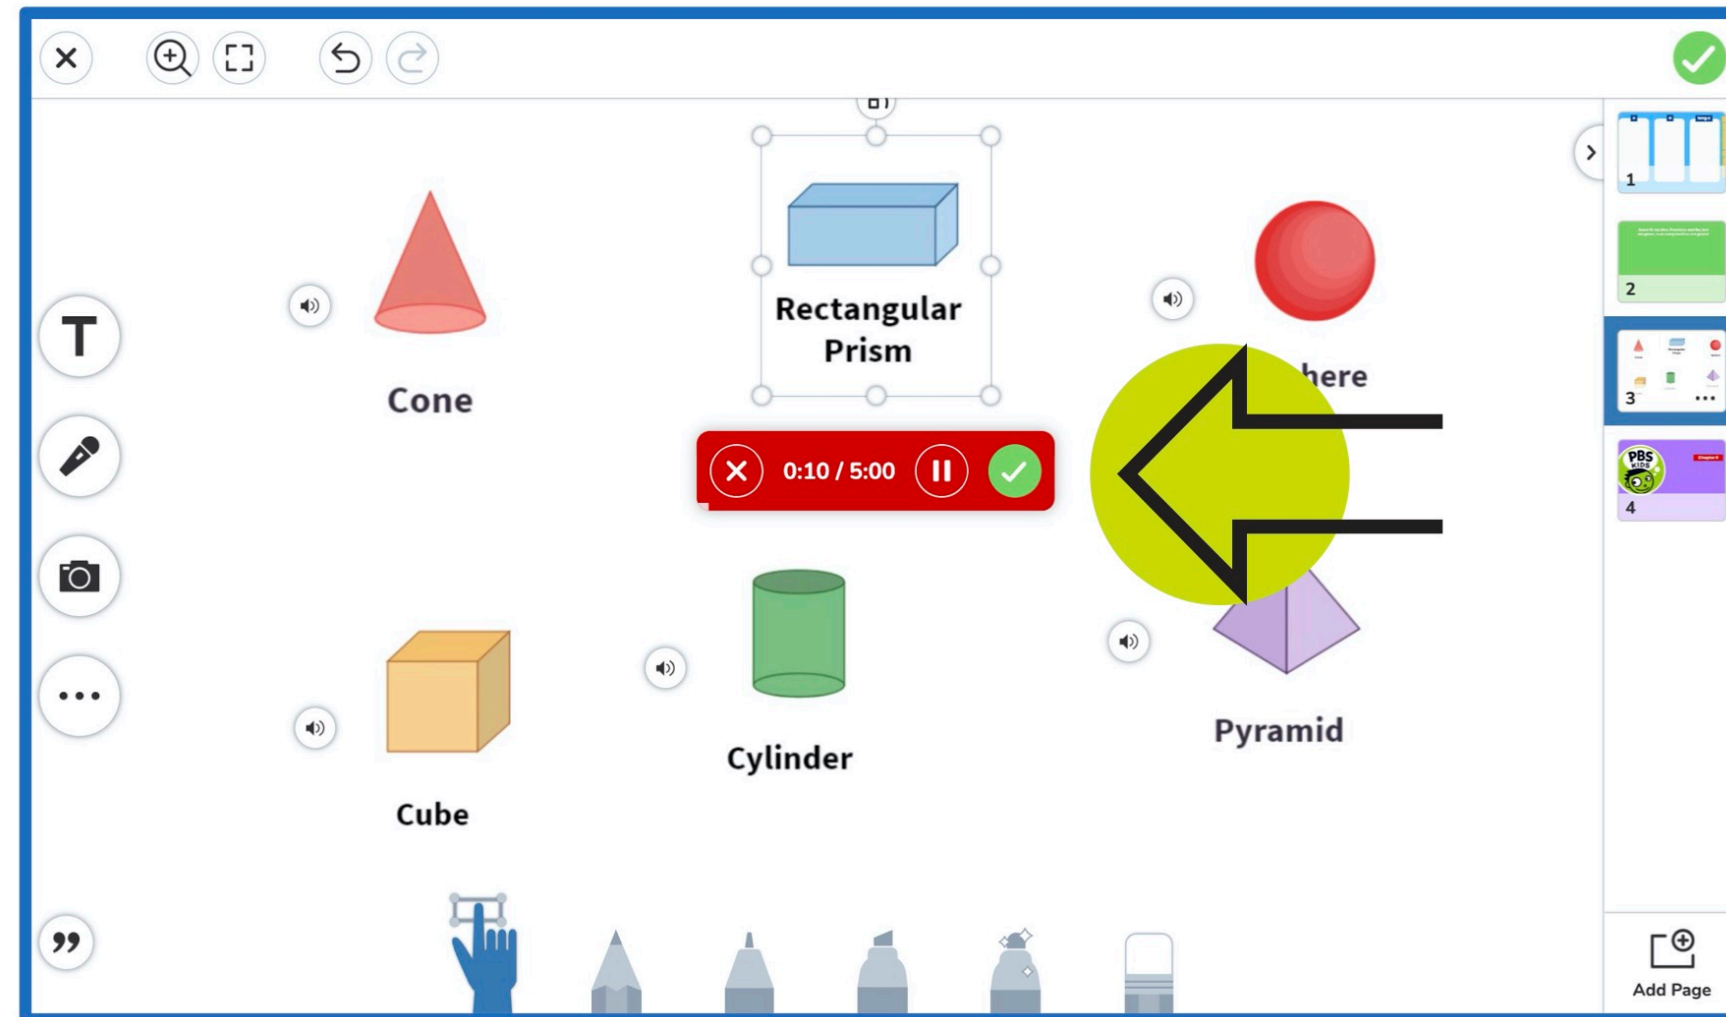 1
2
Rectangular
Prism
here
3
Cone
0:10 / 5:00
PBS
KIDS
4
Pyramid
Cylinder
Cube
Add Page